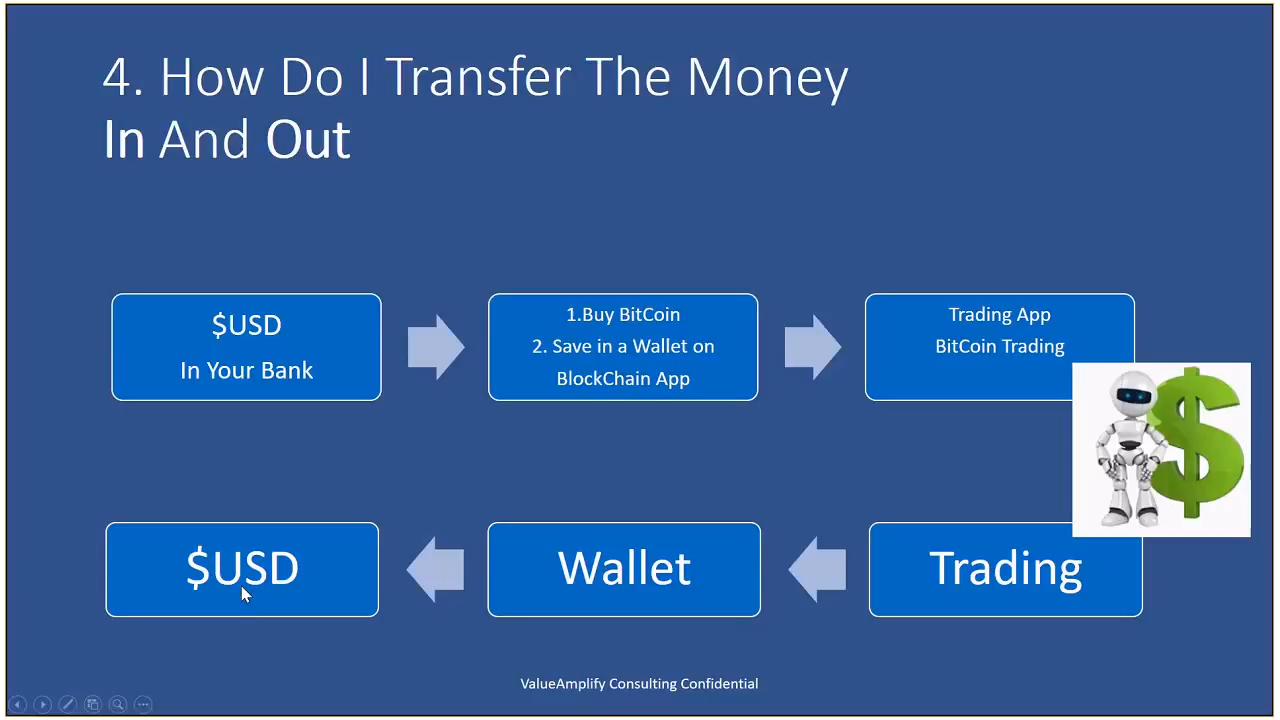 4. How Do I Transfer The Money
In And Out
$USD
In Your Bank
1.Buy BitCoin
2. Save in a Wallet on
BlockChain App
Trading App
BitCoin Trading
$
$USD
Wallet
Trading
ValueAmplify Consulting Confidential